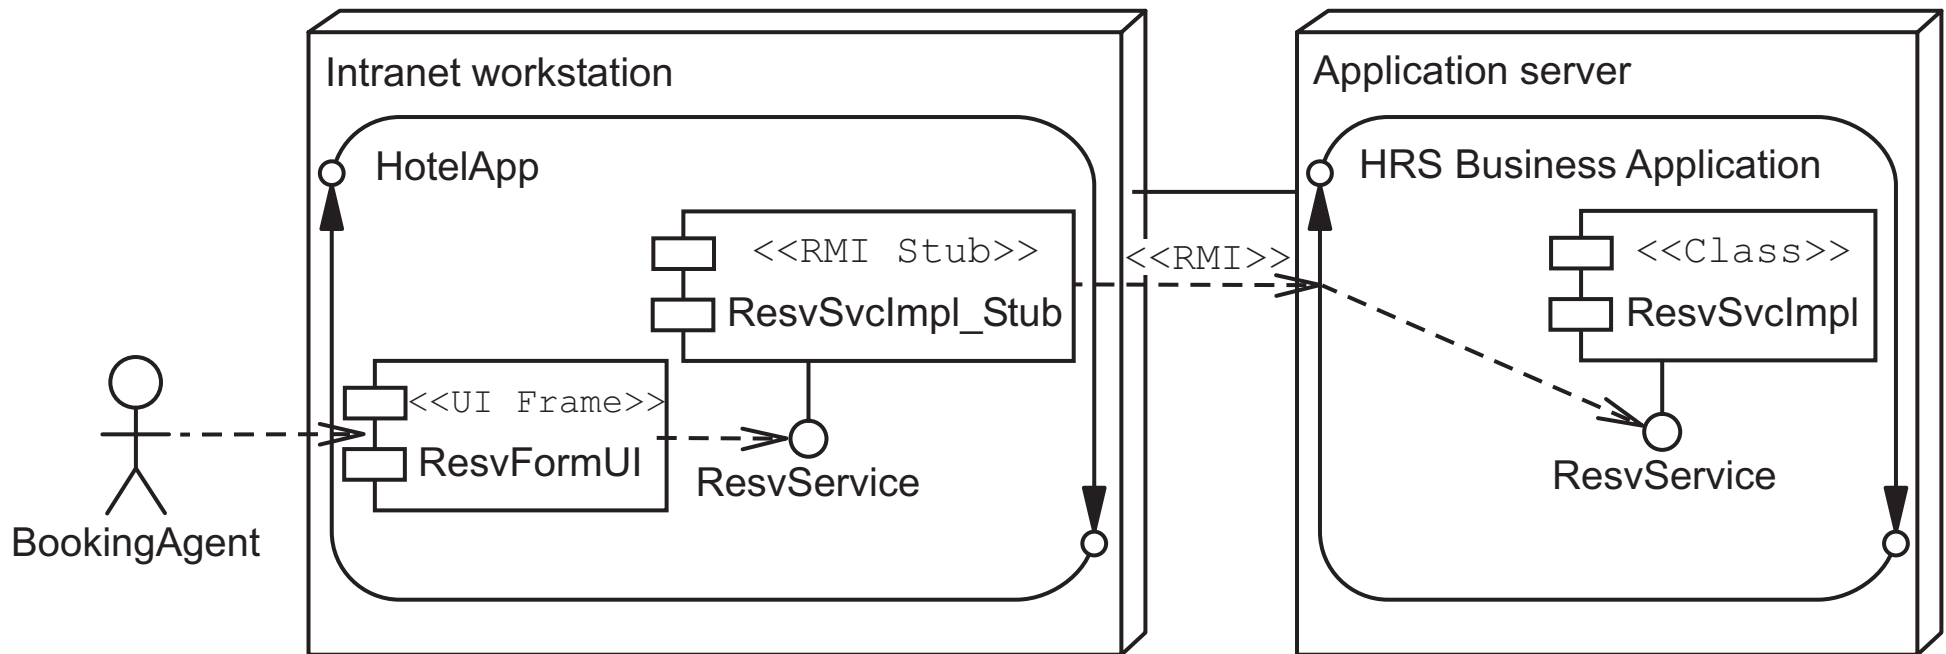 Intranet workstation
Application server
HotelApp
HRS Business Application
<<RMI Stub>>
ResvSvcImpl_Stub
<<RMI>>
<<Class>>
ResvSvcImpl
<<UI Frame>>
ResvFormUI
ResvService
ResvService
BookingAgent